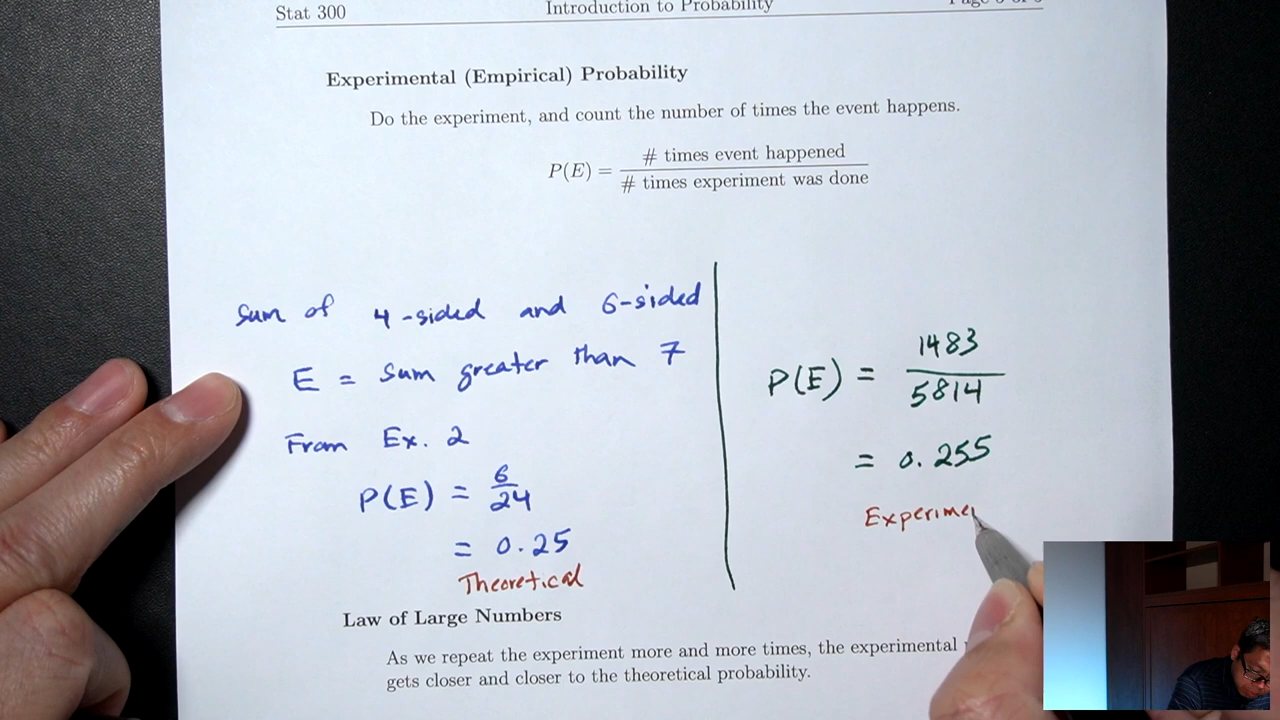 Stat 300
Introduction to Probability
Experimental (Empirical) Probability
Do the experiment, and count the number of times the event happens.
P(E) = # times event happened / # times experiment was done
Sum of 4-sided and 6-sided
E = sum greater than 7
From Ex. 2
P(E) = 6/24
= 0.25
Theoretical
P(E) = 1483/5814
= 0.255
Experime
Law of Large Numbers
As we repeat the experiment more and more times, the experimental
gets closer and closer to the theoretical probability.